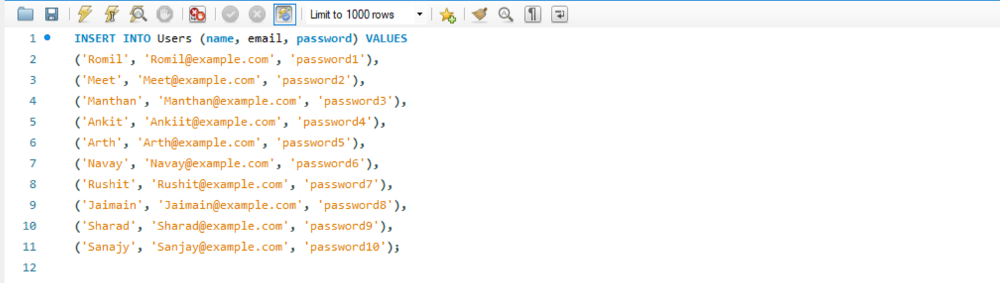 Limit to 1000 rows
1 INSERT INTO Users (name, email, password) VALUES
2 ('Romil', 'Romil@example.com', 'password1'),
3 ('Meet', 'Meet@example.com', 'password2'),
4 ('Manthan', 'Manthan@example.com', 'password3'),
5 ('Ankit', 'Ankiit@example.com', 'password4'),
6 ('Arth', 'Arth@example.com', 'password5'),
7 ('Navay', 'Navay@example.com', 'password6'),
8 ('Rushit', 'Rushit@example.com', 'password7'),
9 ('Jaimain', 'Jaimain@example.com', 'password8'),
10 ('Sharad', 'Sharad@example.com', 'password9'),
11 ('Sanajy', 'Sanjay@example.com', 'password10');
12